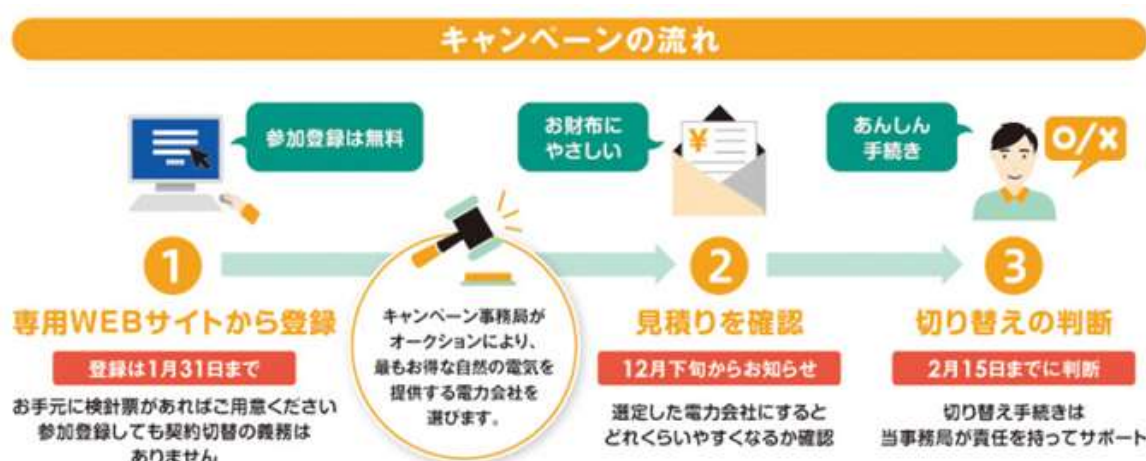 キャンペーンの流れ
参加登録は無料
1
専用WEBサイトから登録
登録は1月31日まで
お手元に検針票があればご用意ください
参加登録しても契約切替の義務は
ありません
キャンペーン事務局が
オークションにより、
最もお得な自然の電気を
提供する電力会社を
選びます。
お財布に
やさしい
¥
2
見積りを確認
12月下旬からお知らせ
選定した電力会社にすると
どれくらいやすくなるか確認
あんしん
手続き
O/X
3
切り替えの判断
2月15日までに判断
切り替え手続きは
当事務局が責任を持ってサポート